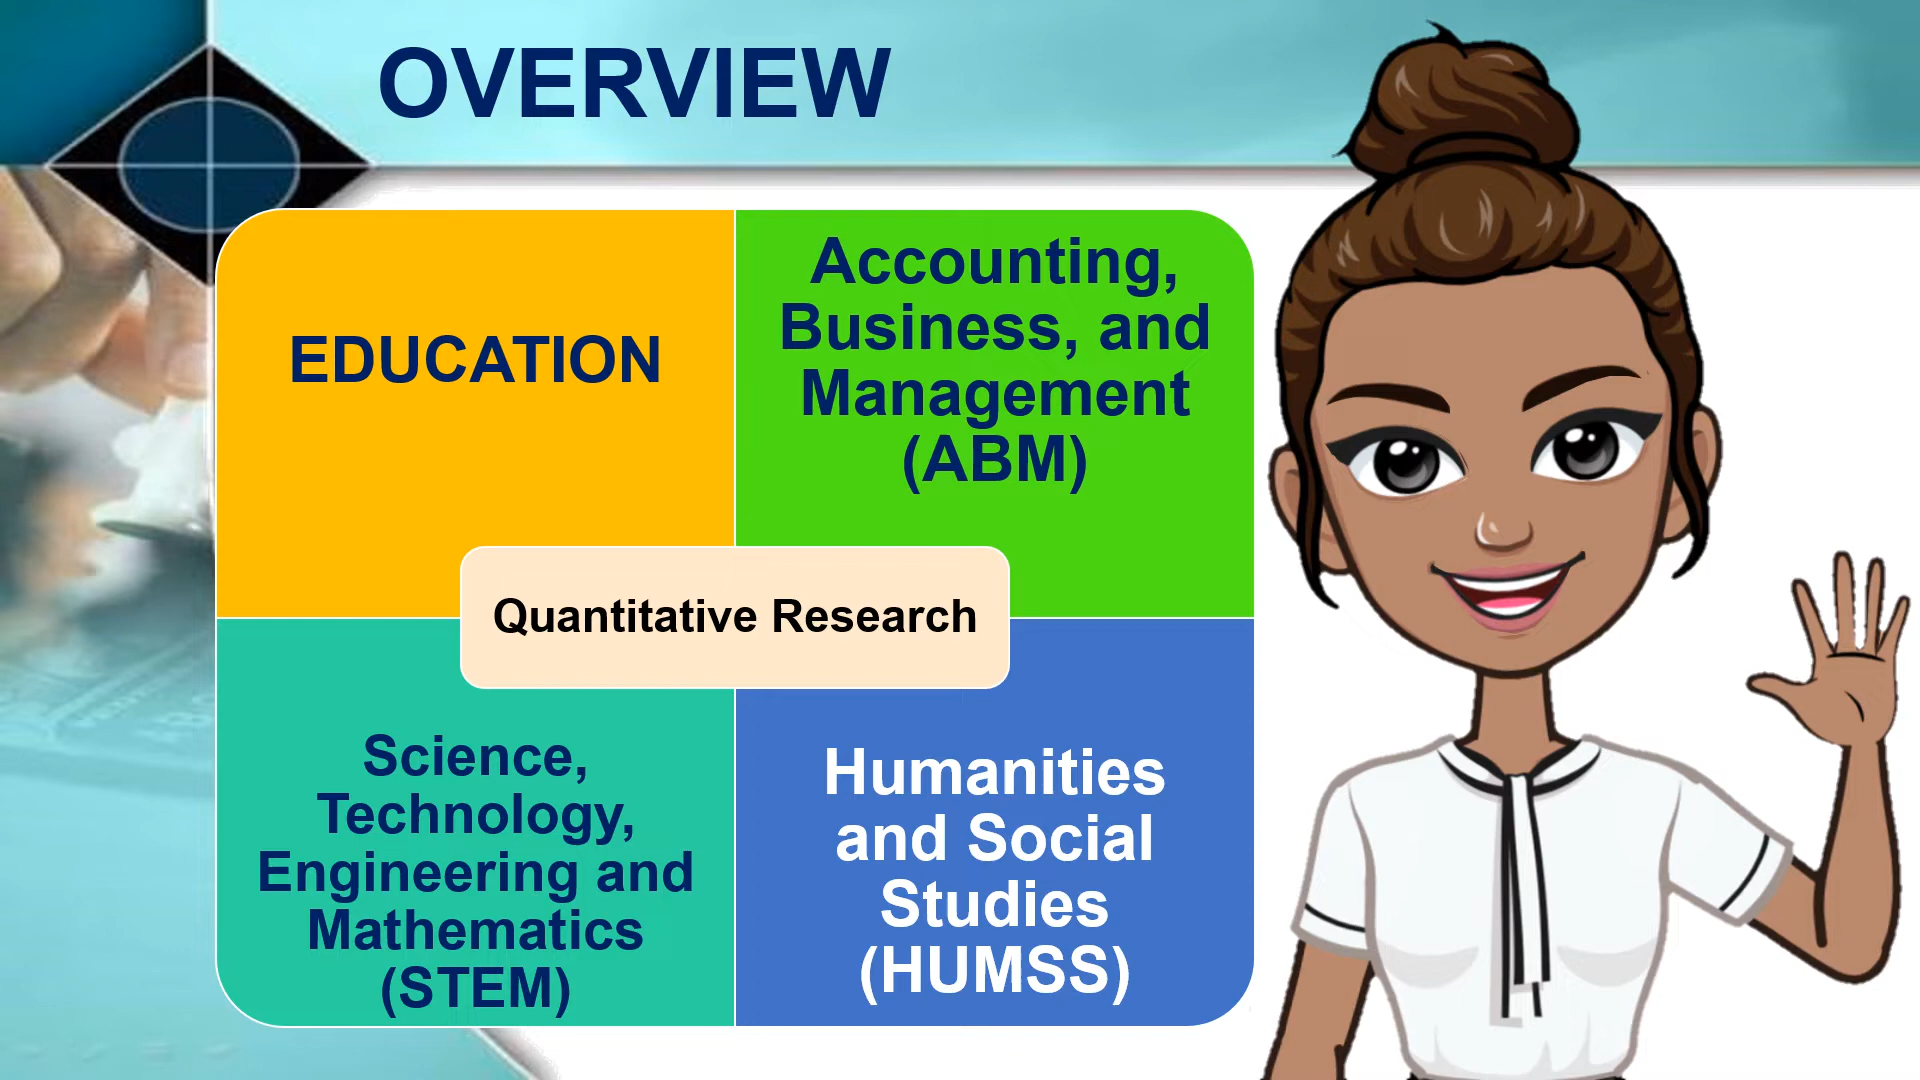 OVERVIEW
EDUCATION
Accounting,
Business, and
Management
(ABM)
Quantitative Research
Science,
Technology,
Engineering and
Mathematics
(STEM)
Humanities
and Social
Studies
(HUMSS)